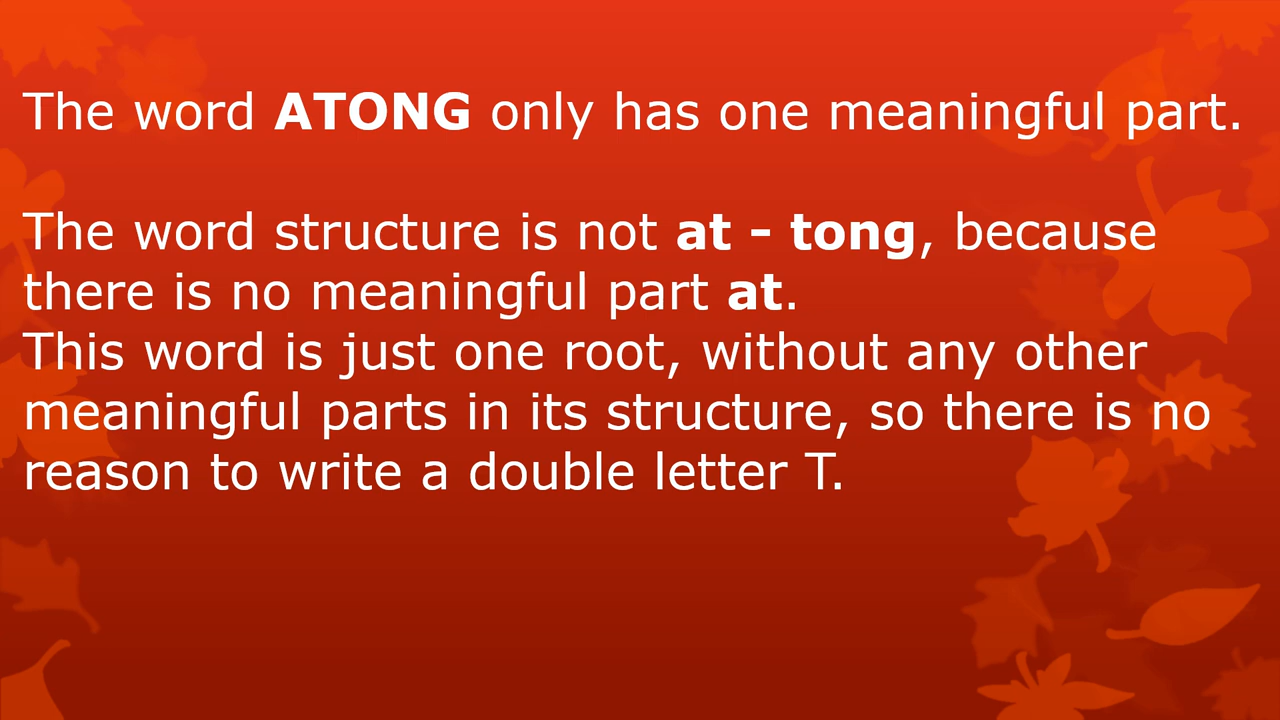 The word ATONG only has one meaningful part.
The word structure is not at - tong, because
there is no meaningful part at.
This word is just one root, without any other
meaningful parts in its structure, so there is no
reason to write a double letter T.